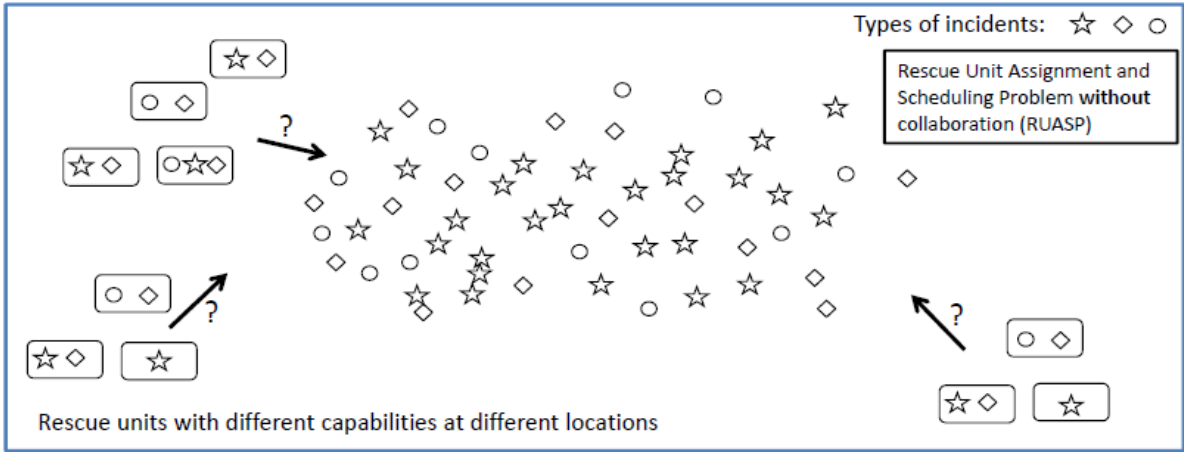 Types of incidents:
Rescue Unit Assignment and
Scheduling Problem without
collaboration (RUASP)
?
?
?
Rescue units with different capabilities at different locations